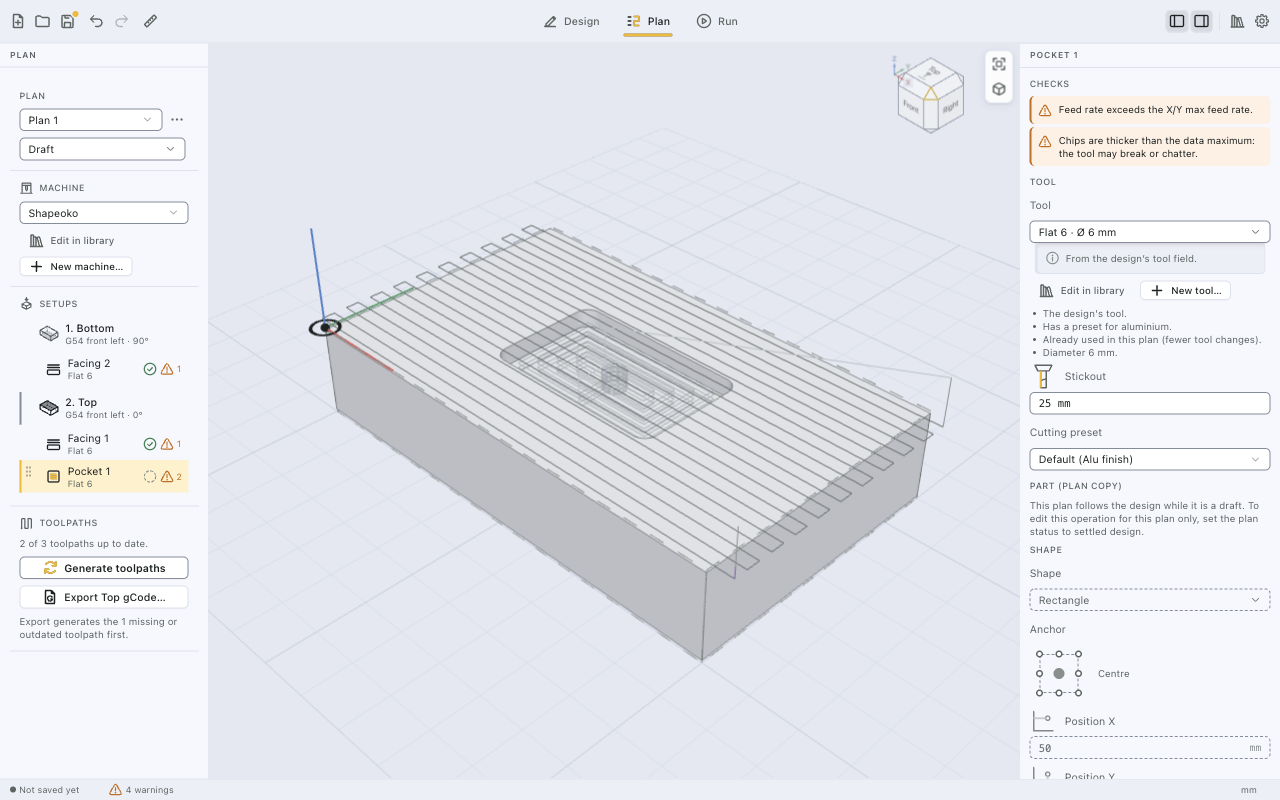 Design
Plan
Run
PLAN
PLAN
Plan 1
Draft
MACHINE
Shapeoko
Edit in library
New machine...
SETUPS
1. Bottom
G54 front left · 90°
Facing 2
Flat 6
1
2. Top
G54 front left · 0°
Facing 1
Flat 6
1
Pocket 1
Flat 6
2
TOOLPATHS
2 of 3 toolpaths up to date.
Generate toolpaths
Export Top gCode...
Export generates the 1 missing or
outdated toolpath first.
Z
X
Front
Right
POCKET 1
CHECKS
Feed rate exceeds the X/Y max feed rate.
Chips are thicker than the data maximum:
the tool may break or chatter.
TOOL
Tool
Flat 6 · Ø 6 mm
From the design's tool field.
Edit in library
New tool...
• The design's tool.
• Has a preset for aluminium.
• Already used in this plan (fewer tool changes).
• Diameter 6 mm.
Stickout
25 mm
Cutting preset
Default (Alu finish)
PART (PLAN COPY)
This plan follows the design while it is a draft. To
edit this operation for this plan only, set the plan
status to settled design.
SHAPE
Shape
Rectangle
Anchor
Centre
Position X
50 mm
Position Y
Not saved yet
4 warnings
mm